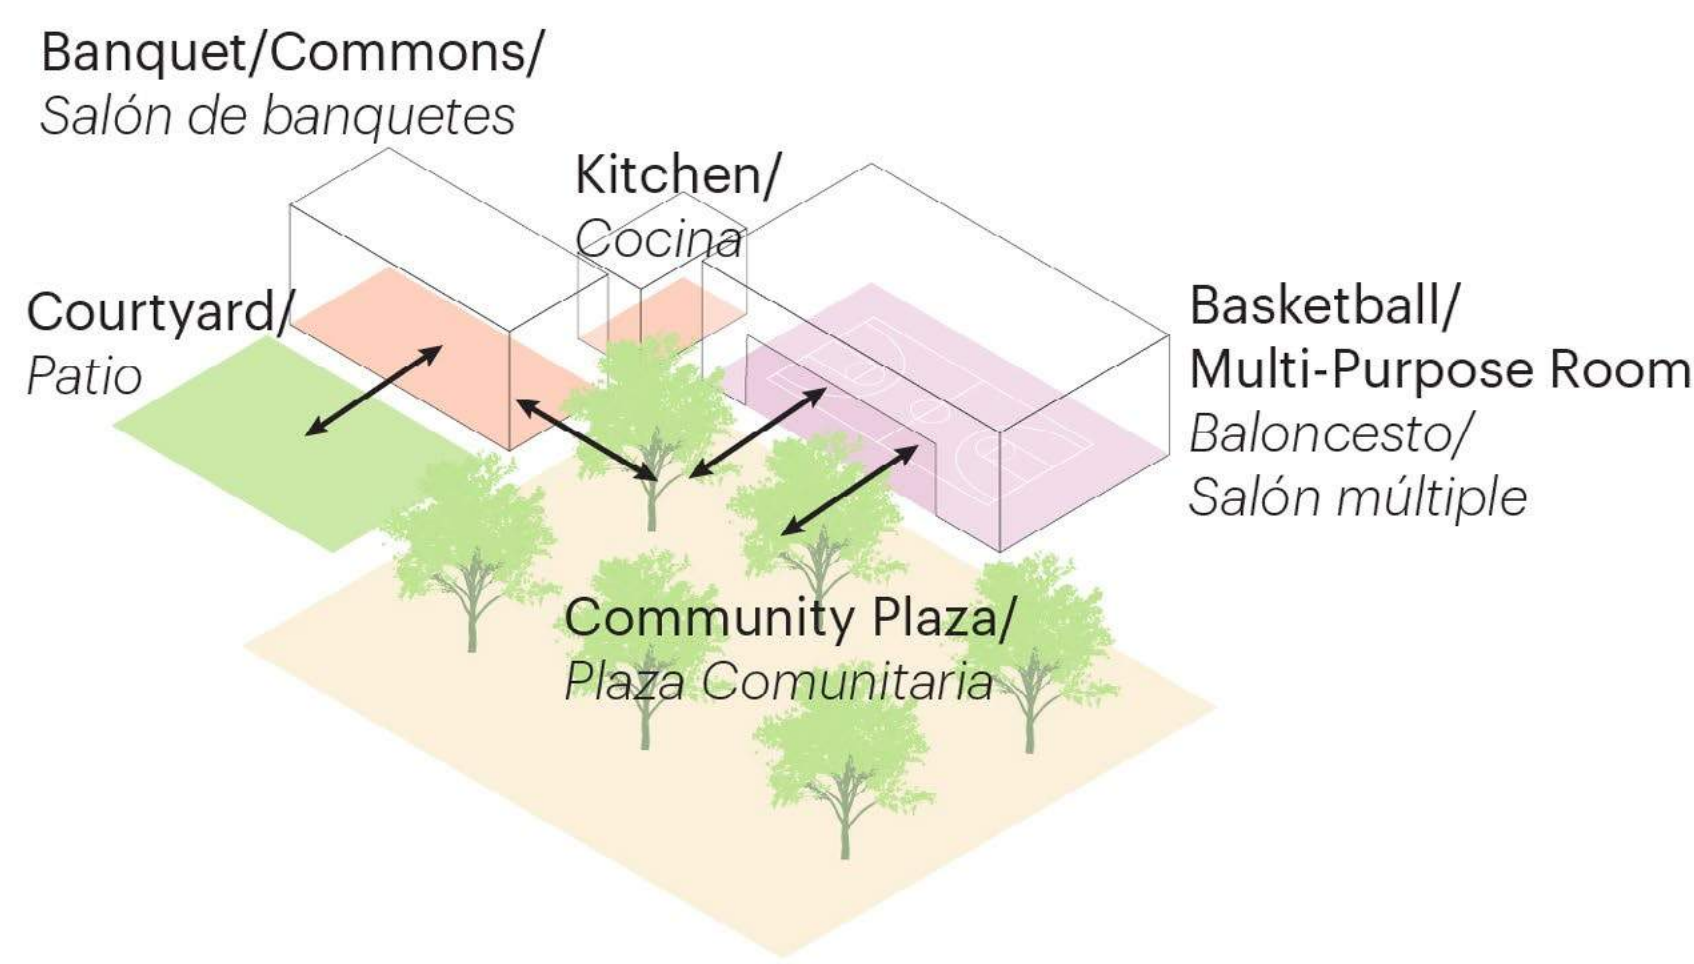 Banquet/Commons/
Salón de banquetes
Kitchen/
Cocina
Courtyard/
Patio
Basketball/
Multi-Purpose Room
Baloncesto/
Salón múltiple
Community Plaza/
Plaza Comunitaria